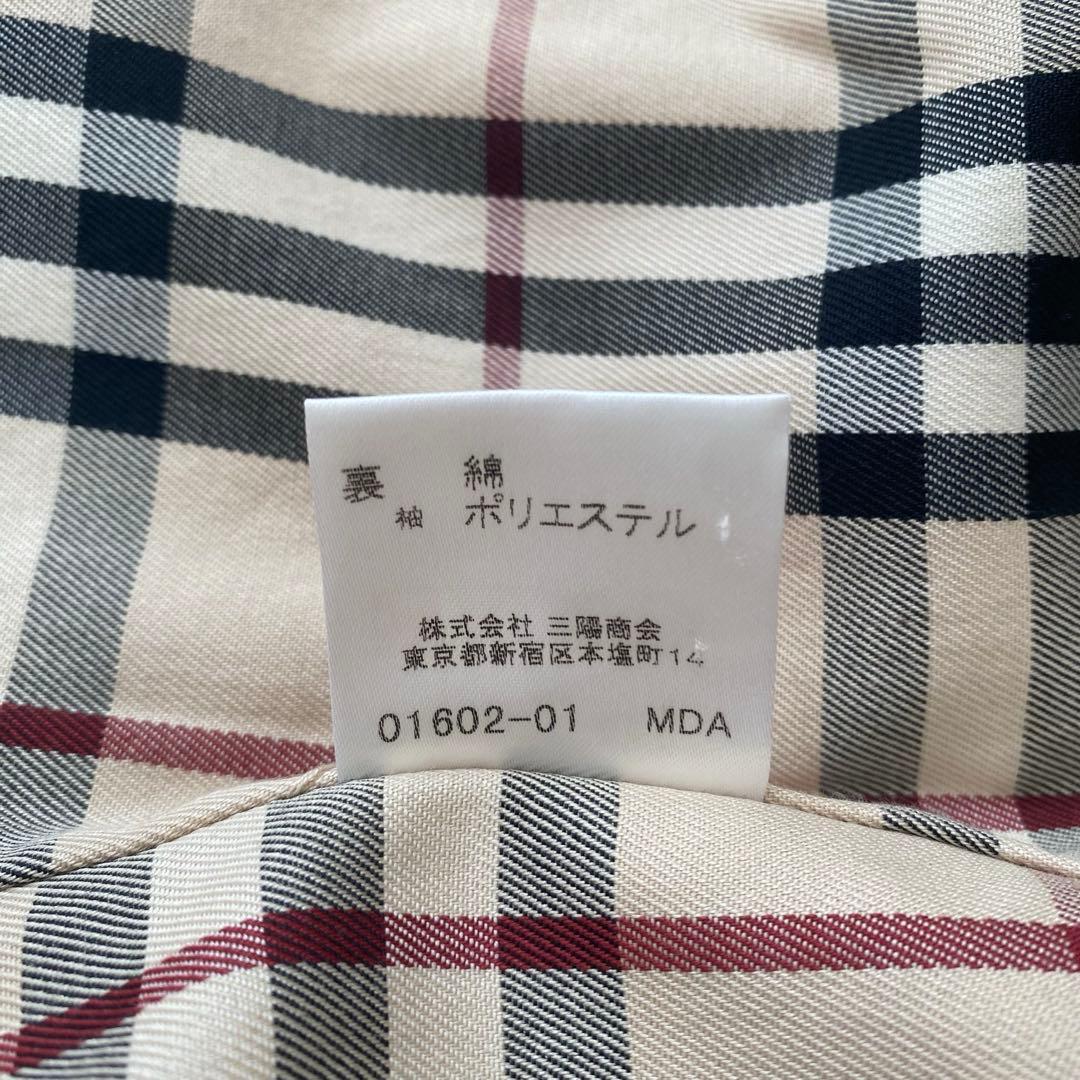 裏 綿
袖 ポリエステル
株式会社 三陽商会
東京都新宿区本塩町14
01602-01 MDA